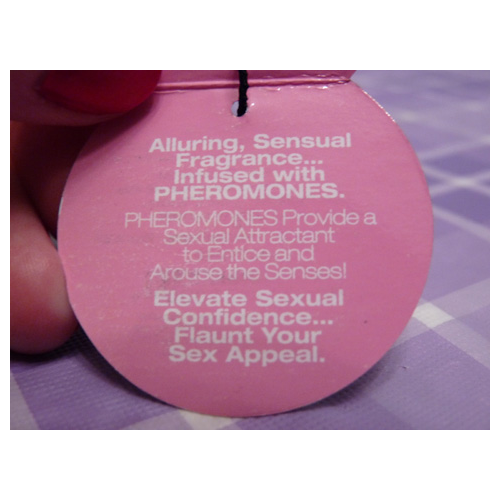 Alluring, Sensual
Fragrance...
Infused with
PHEROMONES.
PHEROMONES Provide a
Sexual Attractant
to Entice and
Arouse the Senses!
Elevate Sexual
Confidence...
Flaunt Your
Sex Appeal.